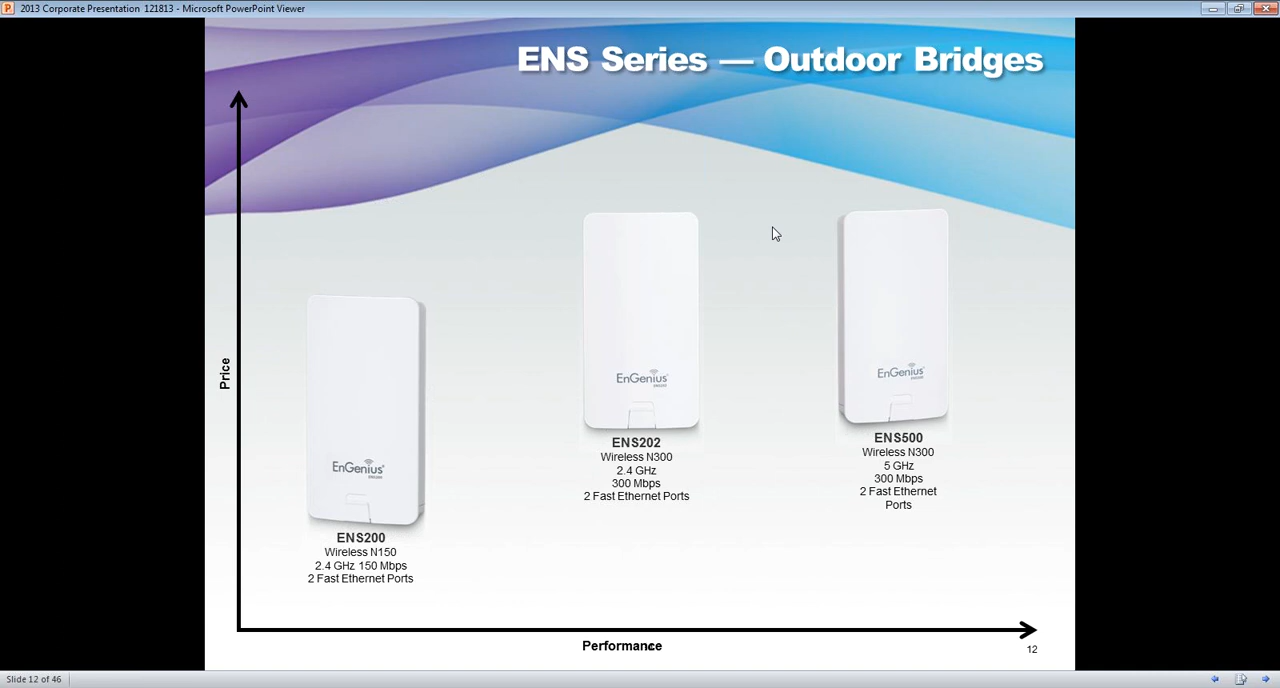 2013 Corporate Presentation 121813 - Microsoft PowerPoint Viewer
ENS Series — Outdoor Bridges
Price
EnGenius
ENS200
Wireless N150
2.4 GHz 150 Mbps
2 Fast Ethernet Ports
EnGenius
ENS202
Wireless N300
2.4 GHz
300 Mbps
2 Fast Ethernet Ports
EnGenius
ENS500
Wireless N300
5 GHz
300 Mbps
2 Fast Ethernet
Ports
Performance
12
Slide 12 of 46